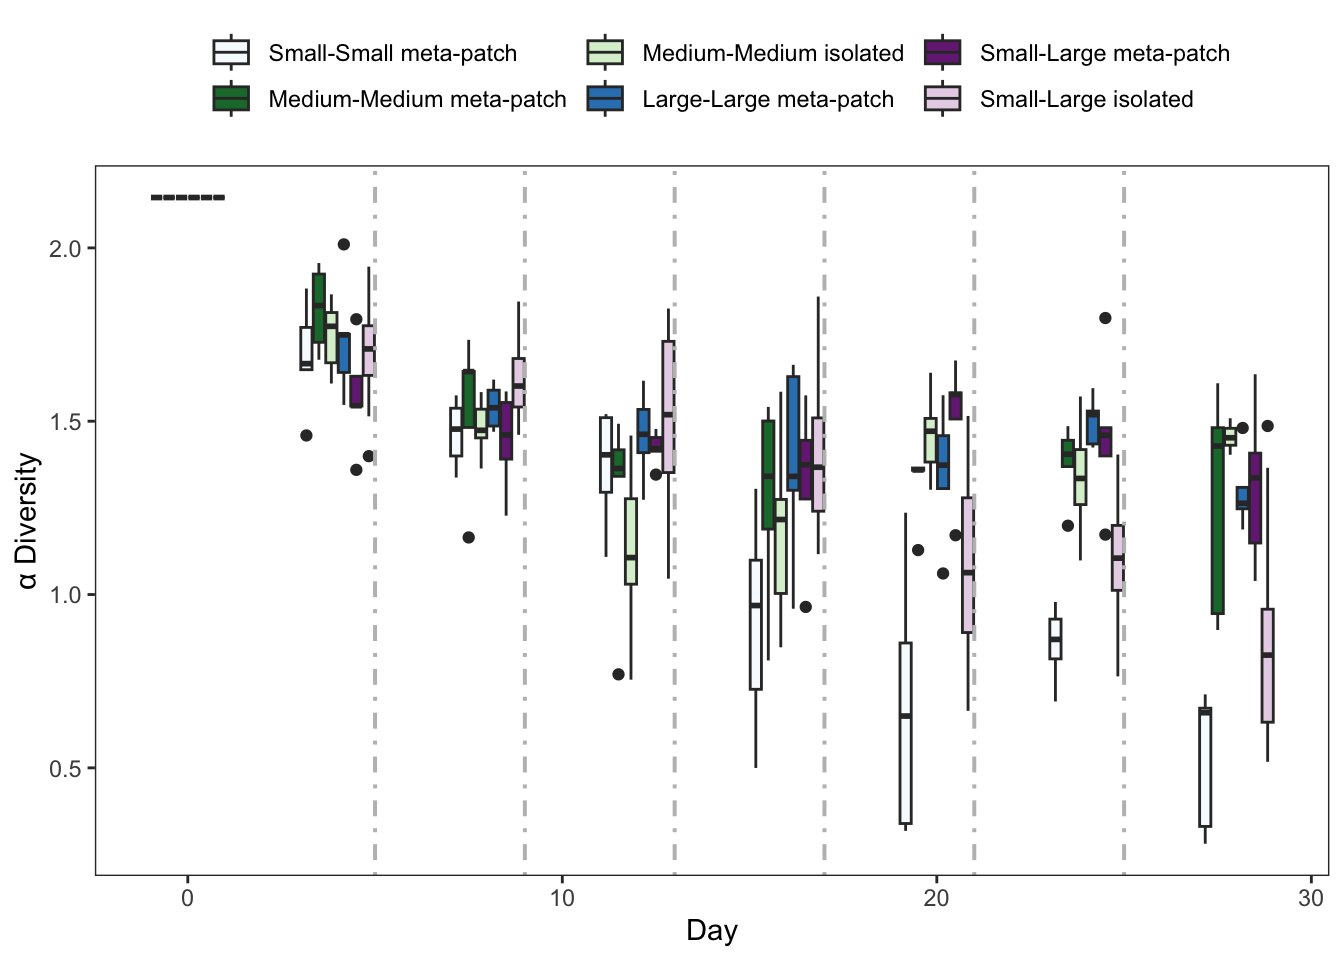 Small-Small meta-patch
Medium-Medium isolated
Small-Large meta-patch
Medium-Medium meta-patch
Large-Large meta-patch
Small-Large isolated
2.0
1.5
1.0
0.5
α Diversity
0
10
20
30
Day